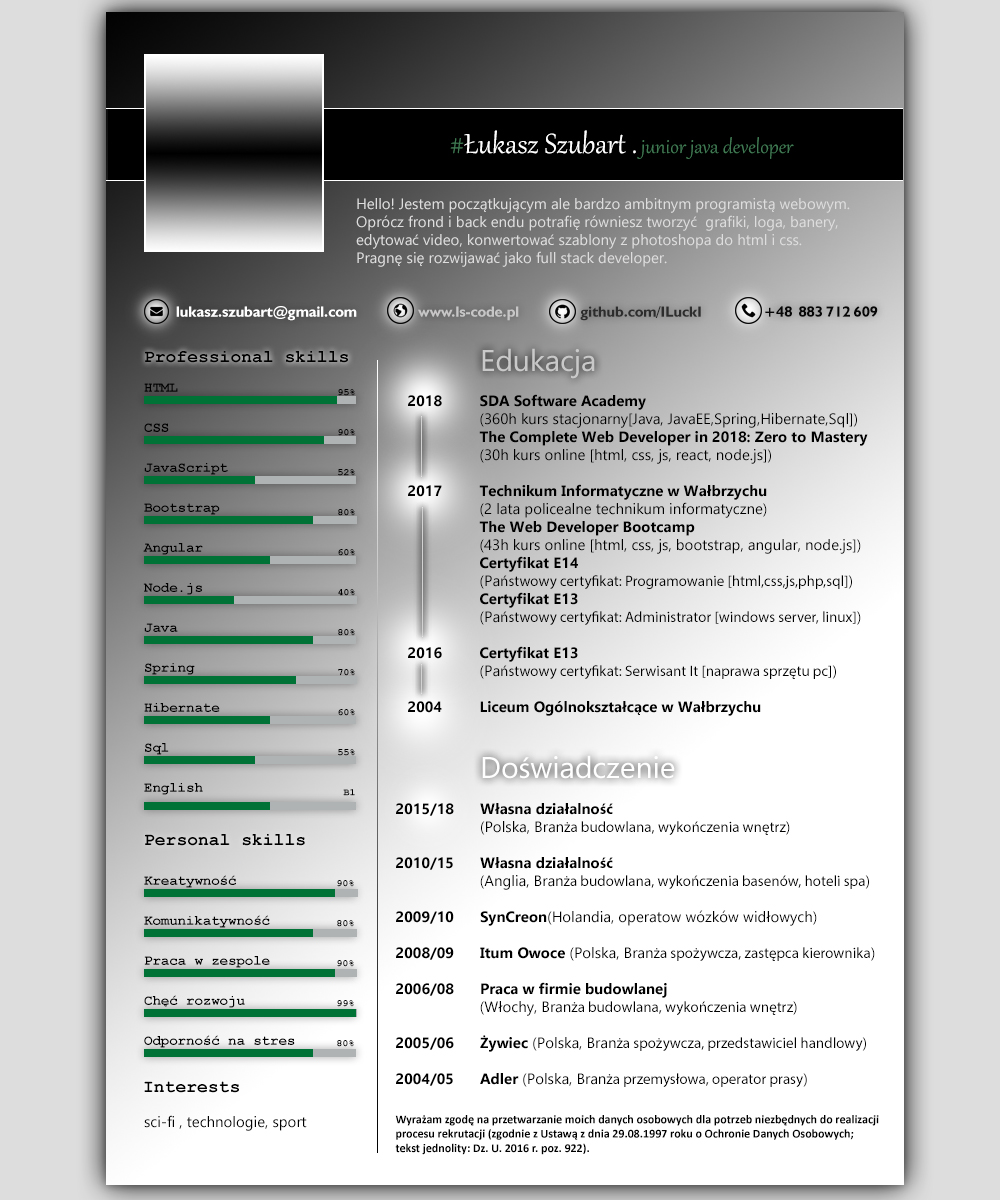 #Łukasz Szubart . junior java developer
Hello! Jestem początkującym ale bardzo ambitnym programistą webowym.
Oprócz frond i back endu potrafię równiesz tworzyć grafiki, loga, banery,
edytować video, konwertować szablony z photoshopa do html i css.
Pragnę się rozwijawać jako full stack developer.
lukasz.szubart@gmail.com
www.ls-code.pl
github.com/ILuckI
+48 883 712 609
Professional skills
HTML 95%
CSS 90%
JavaScript 52%
Bootstrap 80%
Angular 60%
Node.js 40%
Java 80%
Spring 70%
Hibernate 60%
Sql 55%
English B1
Personal skills
Kreatywność 90%
Komunikatywność 80%
Praca w zespole 90%
Chęć rozwoju 99%
Odporność na stres 80%
Interests
sci-fi , technologie, sport
Edukacja
2018 SDA Software Academy
(360h kurs stacjonarny[Java, JavaEE,Spring,Hibernate,Sql])
The Complete Web Developer in 2018: Zero to Mastery
(30h kurs online [html, css, js, react, node.js])
2017 Technikum Informatyczne w Wałbrzychu
(2 lata policealne technikum informatyczne)
The Web Developer Bootcamp
(43h kurs online [html, css, js, bootstrap, angular, node.js])
Certyfikat E14
(Państwowy certyfikat: Programowanie [html,css,js,php,sql])
Certyfikat E13
(Państwowy certyfikat: Administrator [windows server, linux])
2016 Certyfikat E13
(Państwowy certyfikat: Serwisant It [naprawa sprzętu pc])
2004 Liceum Ogólnokształcące w Wałbrzychu
Doświadczenie
2015/18 Własna działalność
(Polska, Branża budowlana, wykończenia wnętrz)
2010/15 Własna działalność
(Anglia, Branża budowlana, wykończenia basenów, hoteli spa)
2009/10 SynCreon(Holandia, operatow wózków widłowych)
2008/09 Itum Owoce (Polska, Branża spożywcza, zastępca kierownika)
2006/08 Praca w firmie budowlanej
(Włochy, Branża budowlana, wykończenia wnętrz)
2005/06 Żywiec (Polska, Branża spożywcza, przedstawiciel handlowy)
2004/05 Adler (Polska, Branża przemysłowa, operator prasy)
Wyrażam zgodę na przetwarzanie moich danych osobowych dla potrzeb niezbędnych do realizacji
procesu rekrutacji (zgodnie z Ustawą z dnia 29.08.1997 roku o Ochronie Danych Osobowych;
tekst jednolity: Dz. U. 2016 r. poz. 922).